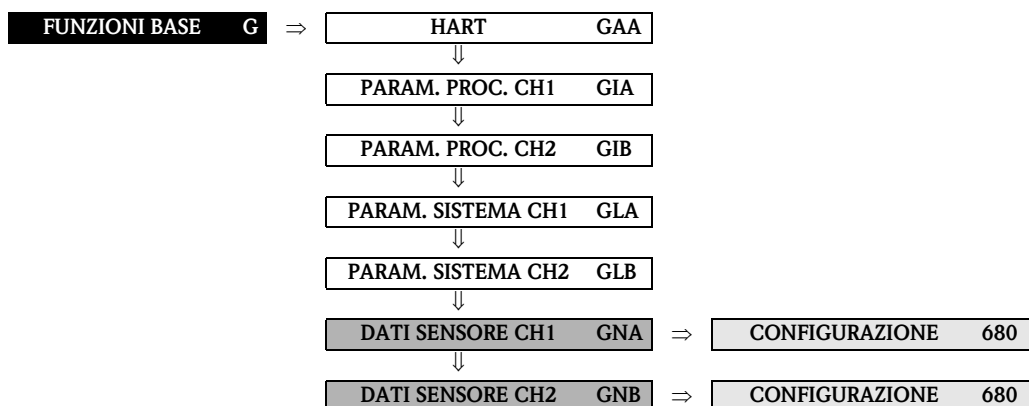 FUNZIONI BASE G ⇒ HART GAA
⇓
PARAM. PROC. CH1 GIA
⇓
PARAM. PROC. CH2 GIB
⇓
PARAM. SISTEMA CH1 GLA
⇓
PARAM. SISTEMA CH2 GLB
⇓
DATI SENSORE CH1 GNA ⇒ CONFIGURAZIONE 680
⇓
DATI SENSORE CH2 GNB ⇒ CONFIGURAZIONE 680